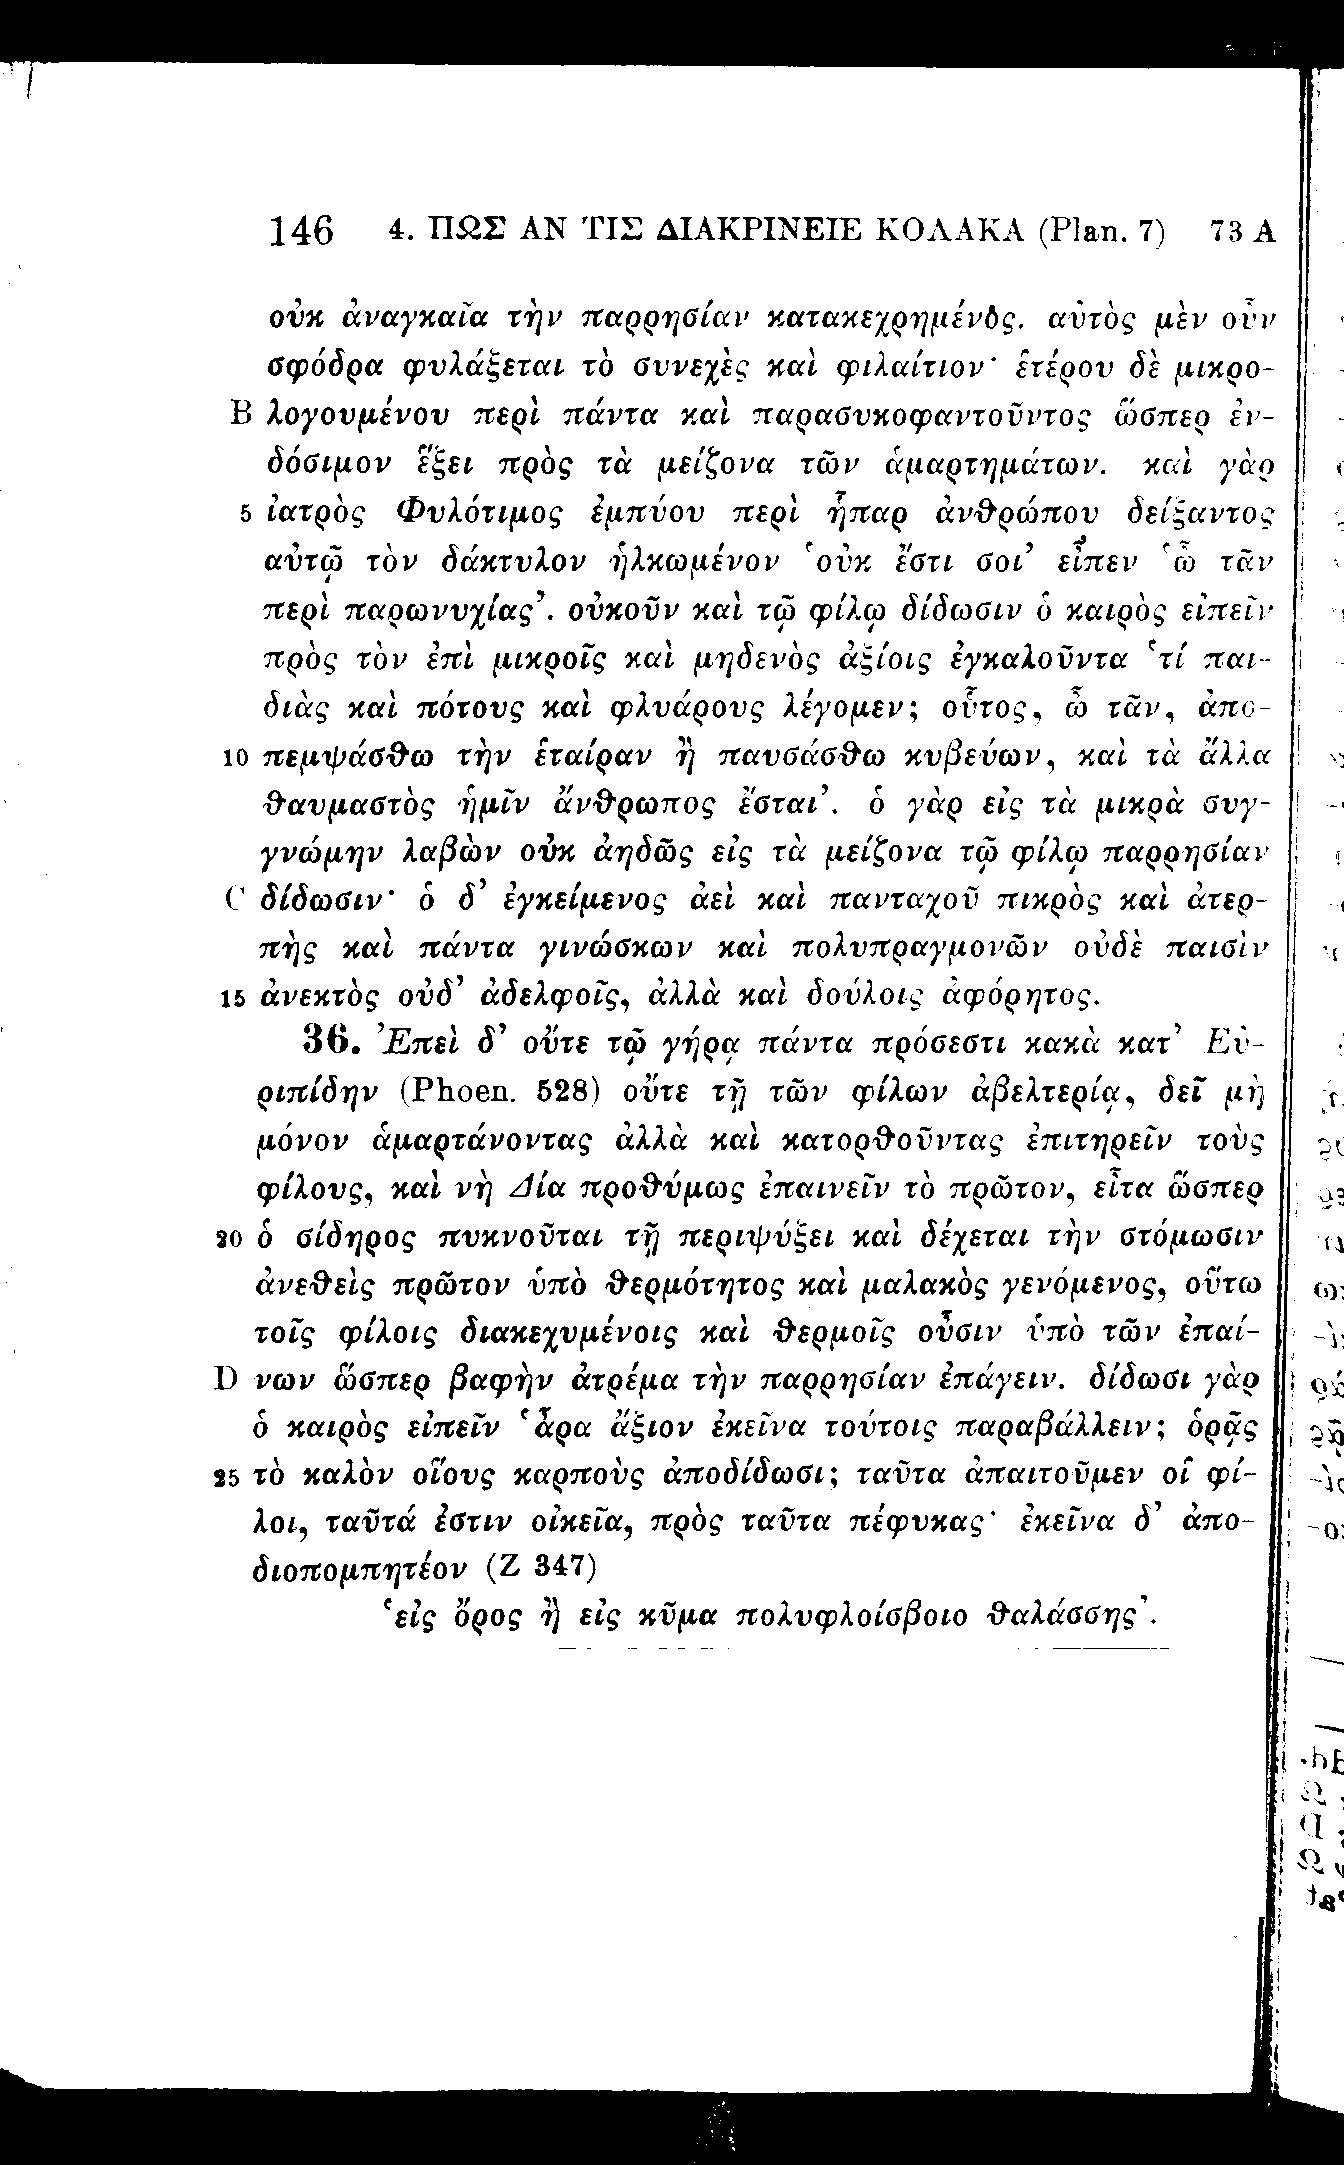 146 4. ΠΩΣ ΑΝ ΤΙΣ ΔΙΑΚΡΙΝΕΙΕ ΚΟΛΑΚΑ (Plan. 7) 73 A
οὐκ ἀναγκαῖα τὴν παρρησίαν κατακεχρημένος. αὐτὸς μὲν οὖν
σφόδρα φυλάξεται τὸ συνεχὲς καὶ φιλαίτιον· ἑτέρου δὲ μικρο-
B λογουμένου περὶ πάντα καὶ παρασυκοφαντοῦντος ὥσπερ ἐν-
δόσιμον ἕξει πρὸς τὰ μείζονα τῶν ἁμαρτημάτων. καὶ γὰρ
5 ἰατρὸς Φυλότιμος ἐμπύου περὶ ἧπαρ ἀνθρώπου δείξαντος
αὐτῷ τὸν δάκτυλον ἡλκωμένον ‘οὐκ ἔστι σοι’ εἶπεν ‘ὦ τᾶν
περὶ παρωνυχίας’. οὐκοῦν καὶ τῷ φίλῳ δίδωσιν ὁ καιρὸς εἰπεῖν
πρὸς τὸν ἐπὶ μικροῖς καὶ μηδενὸς ἀξίοις ἐγκαλοῦντα ‘τί παι-
διὰς καὶ πότους καὶ φλυάρους λέγομεν; οὗτος, ὦ τᾶν, ἀπο-
10 πεμψάσθω τὴν ἑταίραν ἢ παυσάσθω κυβεύων, καὶ τὰ ἄλλα
θαυμαστὸς ἡμῖν ἄνθρωπος ἔσται’. ὁ γὰρ εἰς τὰ μικρὰ συγ-
γνώμην λαβὼν οὐκ ἀηδῶς εἰς τὰ μείζονα τῷ φίλῳ παρρησίαν
C δίδωσιν· ὁ δ’ ἐγκείμενος ἀεὶ καὶ πανταχοῦ πικρὸς καὶ ἀτερ-
πὴς καὶ πάντα γινώσκων καὶ πολυπραγμονῶν οὐδὲ παισὶν
15 ἀνεκτὸς οὐδ’ ἀδελφοῖς, ἀλλὰ καὶ δούλοις ἀφόρητος.
36. Ἐπεὶ δ’ οὔτε τῷ γήρᾳ πάντα πρόσεστι κακὰ κατ’ Εὐ-
ριπίδην (Phoen. 528) οὔτε τῇ τῶν φίλων ἀβελτερίᾳ, δεῖ μὴ
μόνον ἁμαρτάνοντας ἀλλὰ καὶ κατορθοῦντας ἐπιτηρεῖν τοὺς
φίλους, καὶ νὴ Δία προθύμως ἐπαινεῖν τὸ πρῶτον, εἶτα ὥσπερ
20 ὁ σίδηρος πυκνοῦται τῇ περιψύξει καὶ δέχεται τὴν στόμωσιν
ἀνεθεὶς πρῶτον ὑπὸ θερμότητος καὶ μαλακὸς γενόμενος, οὕτω
τοῖς φίλοις διακεχυμένοις καὶ θερμοῖς οὖσιν ὑπὸ τῶν ἐπαί-
D νων ὥσπερ βαφὴν ἀτρέμα τὴν παρρησίαν ἐπάγειν. δίδωσι γὰρ
ὁ καιρὸς εἰπεῖν ‘ἆρα ἄξιον ἐκεῖνα τούτοις παραβάλλειν; ὁρᾷς
25 τὸ καλὸν οἵους καρποὺς ἀποδίδωσι; ταῦτα ἀπαιτοῦμεν οἱ φί-
λοι, ταῦτά ἐστιν οἰκεῖα, πρὸς ταῦτα πέφυκας· ἐκεῖνα δ’ ἀπο-
διοπομπητέον (Z 347)
‘εἰς ὄρος ἢ εἰς κῦμα πολυφλοίσβοιο θαλάσσης’.